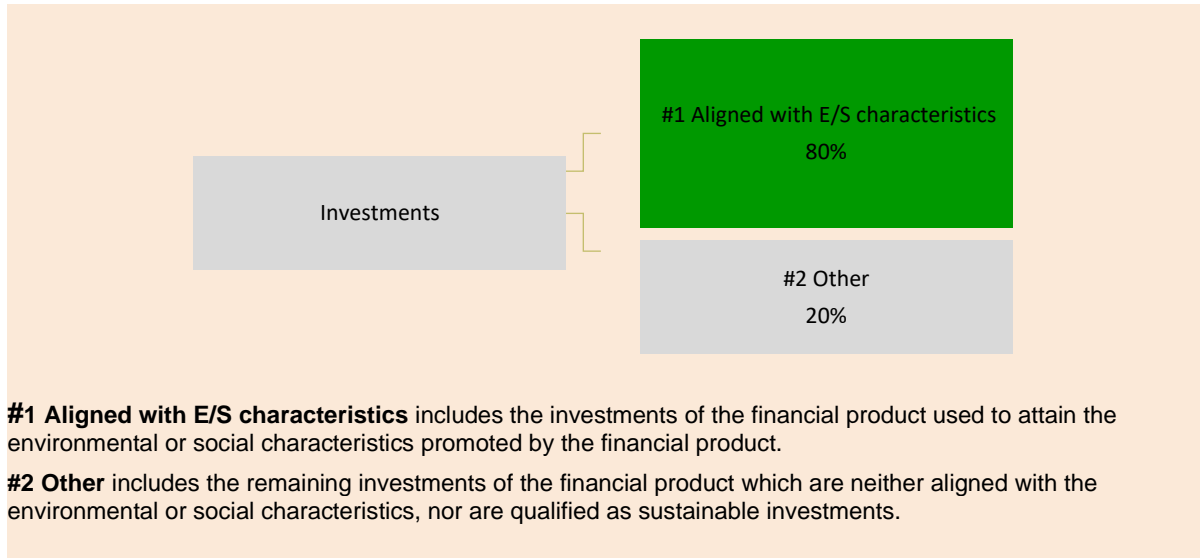 #1 Aligned with E/S characteristics
80%
Investments
#2 Other
20%
#1 Aligned with E/S characteristics includes the investments of the financial product used to attain the
environmental or social characteristics promoted by the financial product.
#2 Other includes the remaining investments of the financial product which are neither aligned with the
environmental or social characteristics, nor are qualified as sustainable investments.